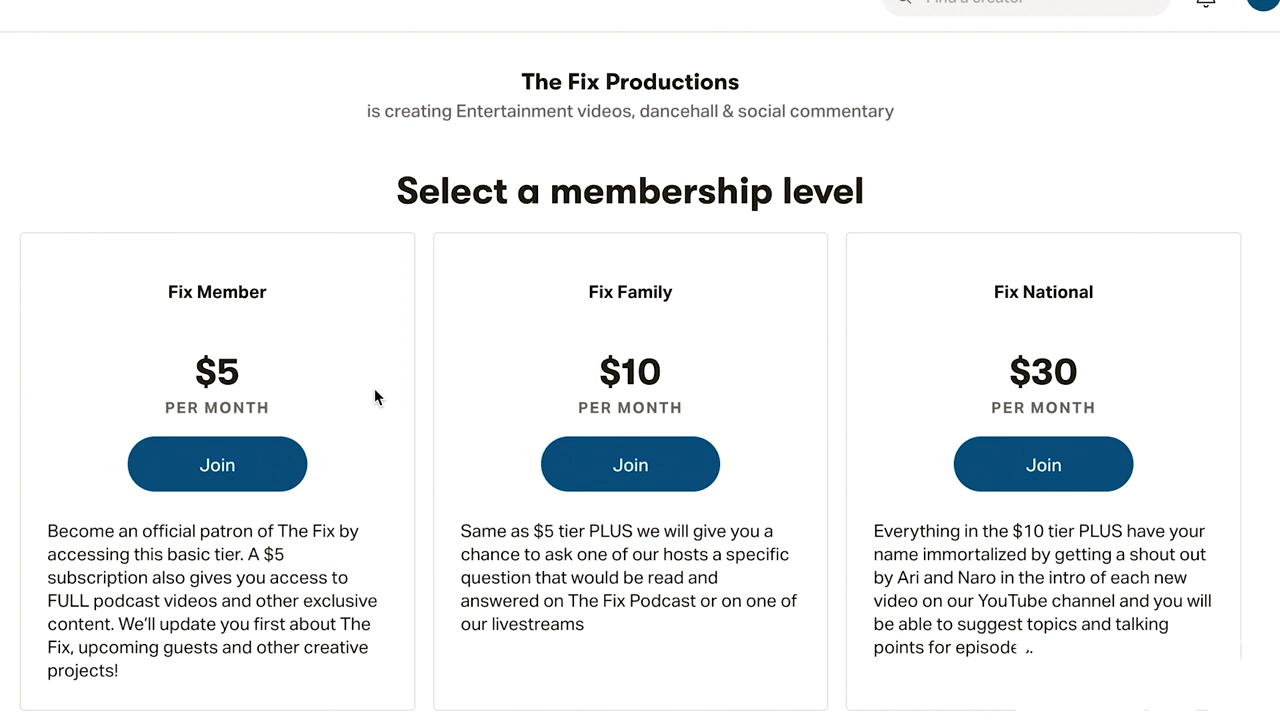 The Fix Productions
is creating Entertainment videos, dancehall & social commentary
Select a membership level
Fix Member
$5
PER MONTH
Join
Become an official patron of The Fix by
accessing this basic tier. A $5
subscription also gives you access to
FULL podcast videos and other exclusive
content. We'll update you first about The
Fix, upcoming guests and other creative
projects!
Fix Family
$10
PER MONTH
Join
Same as $5 tier PLUS we will give you a
chance to ask one of our hosts a specific
question that would be read and
answered on The Fix Podcast or on one of
our livestreams
Fix National
$30
PER MONTH
Join
Everything in the $10 tier PLUS have your
name immortalized by getting a shout out
by Ari and Naro in the intro of each new
video on our YouTube channel and you will
be able to suggest topics and talking
points for